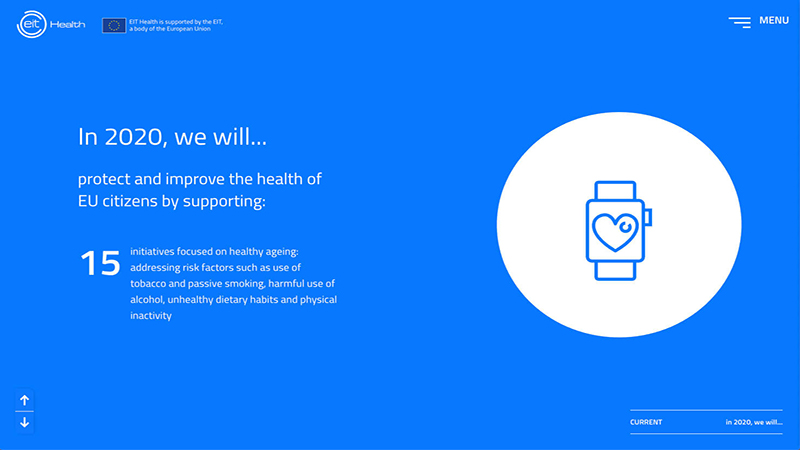 eit Health
EIT Health is supported by the EIT,
a body of the European Union
MENU
In 2020, we will...
protect and improve the health of
EU citizens by supporting:
15
initiatives focused on healthy ageing:
addressing risk factors such as use of
tobacco and passive smoking, harmful use of
alcohol, unhealthy dietary habits and physical
inactivity
CURRENT
in 2020, we will...